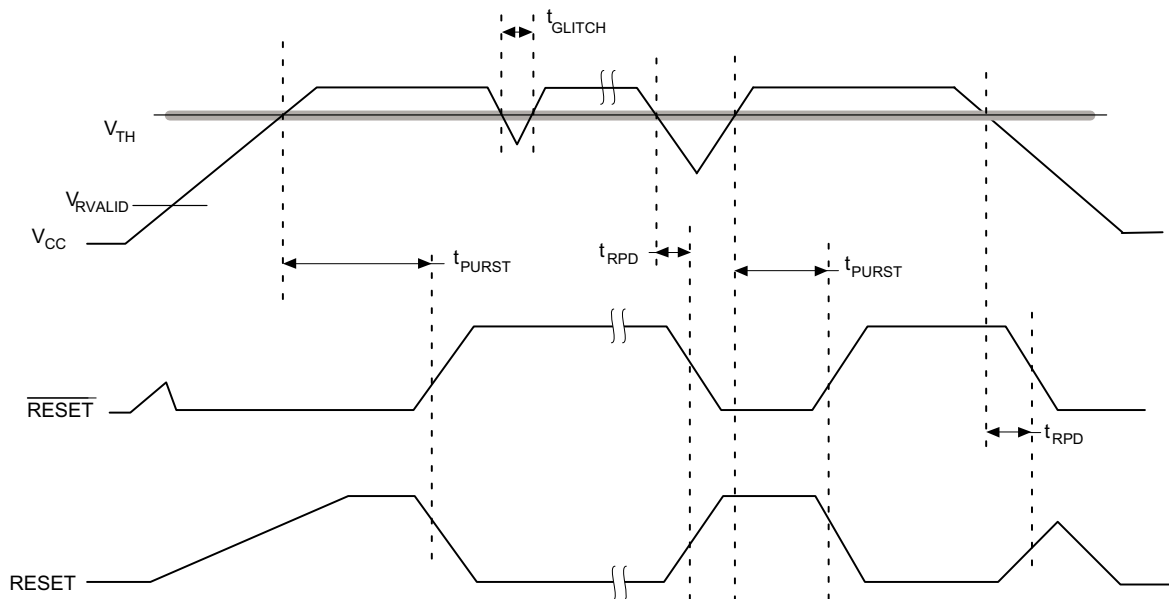 tGLITCH
VTH
VRVALID
VCC
tPURST
tRPD
tPURST
RESET
tRPD
RESET